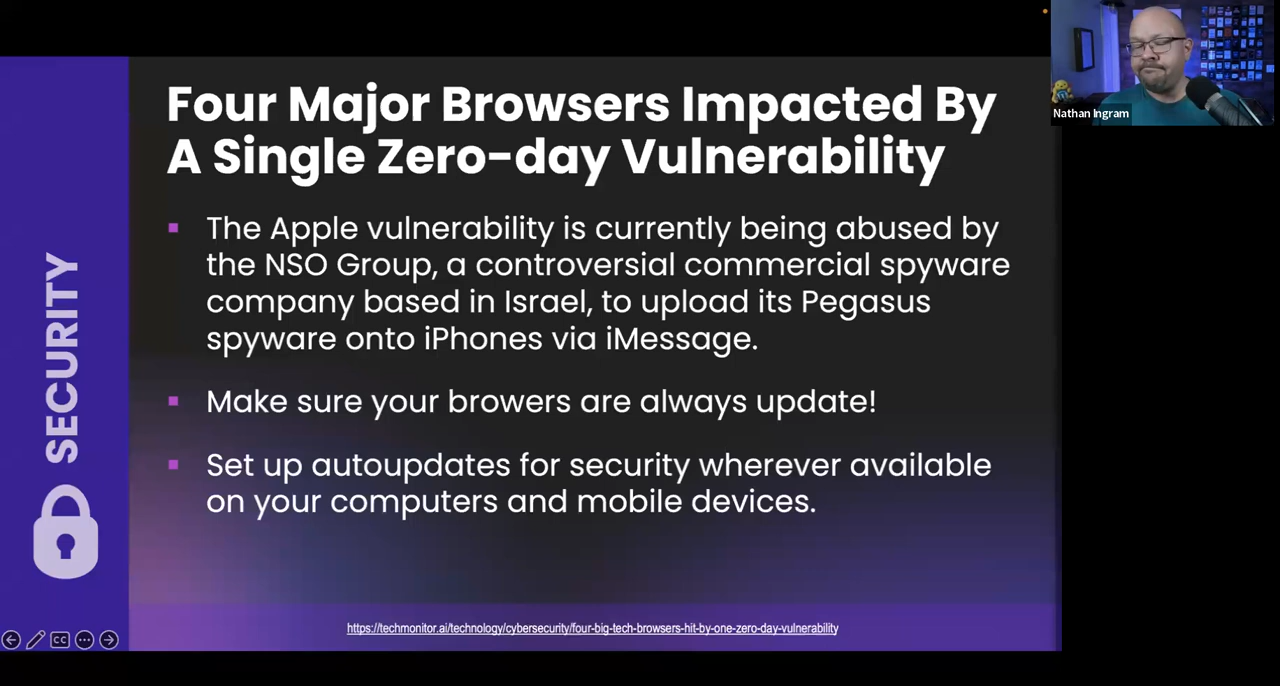 Four Major Browsers Impacted By
A Single Zero-day Vulnerability
The Apple vulnerability is currently being abused by
the NSO Group, a controversial commercial spyware
company based in Israel, to upload its Pegasus
spyware onto iPhones via iMessage.
Make sure your browers are always update!
Set up autoupdates for security wherever available
on your computers and mobile devices.
https://techmonitor.ai/technology/cybersecurity/four-big-tech-browsers-hit-by-one-zero-day-vulnerability
SECURITY
CC
Nathan Ingram